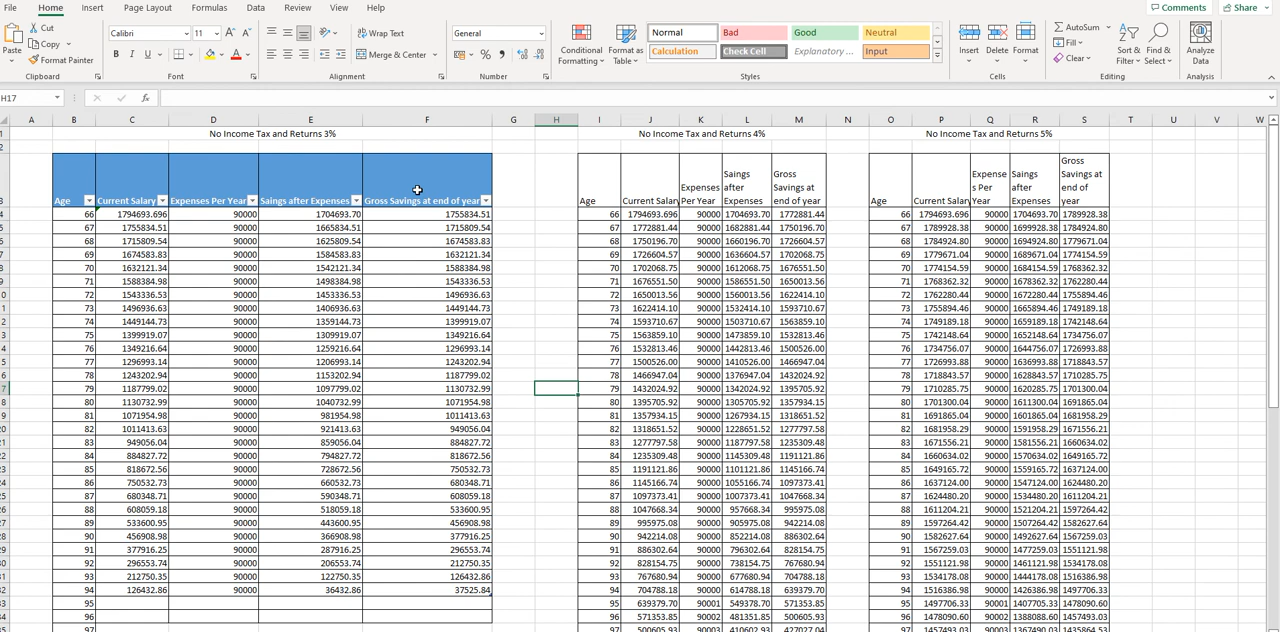 File Home Insert Page Layout Formulas Data Review View Help Comments Share
Cut
Copy
Format Painter
Paste
Clipboard
Calibri 11
B I U
Font
Wrap Text
Merge & Center
Alignment
General
Number
Conditional Formatting
Format as Table
Normal Bad Good Neutral
Calculation Check Cell Explanatory ... Input
Styles
Insert Delete Format
Cells
AutoSum
Fill
Clear
Sort & Filter
Find & Select
Editing
Analyze Data
Analysis
H17
A B C D E F G H I J K L M N O P Q R S T U V W
No Income Tax and Returns 3% No Income Tax and Returns 4% No Income Tax and Returns 5%
Age Current Salary Expenses Per Year Saings after Expenses Gross Savings at end of year
Age Current Salary Expenses Per Year Saings after Expenses Gross Savings at end of year
Age Current Salary Expense s Per Year Saings after Expenses Gross Savings at end of year
66 1794693.696 90000 1704693.70 1755834.51 66 1794693.696 90000 1704693.70 1772881.44 66 1794693.696 90000 1704693.70 1789928.38
67 1755834.51 90000 1665834.51 1715809.54 67 1772881.44 90000 1682881.44 1750196.70 67 1789928.38 90000 1699928.38 1784924.80
68 1715809.54 90000 1625809.54 1674583.83 68 1750196.70 90000 1660196.70 1726604.57 68 1784924.80 90000 1694924.80 1779671.04
69 1674583.83 90000 1584583.83 1632121.34 69 1726604.57 90000 1636604.57 1702068.75 69 1779671.04 90000 1689671.04 1774154.59
70 1632121.34 90000 1542121.34 1588384.98 70 1702068.75 90000 1612068.75 1676551.50 70 1774154.59 90000 1684154.59 1768362.32
71 1588384.98 90000 1498384.98 1543336.53 71 1676551.50 90000 1586551.50 1650013.56 71 1768362.32 90000 1678362.32 1762280.44
72 1543336.53 90000 1453336.53 1496936.63 72 1650013.56 90000 1560013.56 1622414.10 72 1762280.44 90000 1672280.44 1755894.46
73 1496936.63 90000 1406936.63 1449144.73 73 1622414.10 90000 1532414.10 1593710.67 73 1755894.46 90000 1665894.46 1749189.18
74 1449144.73 90000 1359144.73 1399919.07 74 1593710.67 90000 1503710.67 1563859.10 74 1749189.18 90000 1659189.18 1742148.64
75 1399919.07 90000 1309919.07 1349216.64 75 1563859.10 90000 1473859.10 1532813.46 75 1742148.64 90000 1652148.64 1734756.07
76 1349216.64 90000 1259216.64 1296993.14 76 1532813.46 90000 1442813.46 1500526.00 76 1734756.07 90000 1644756.07 1726993.88
77 1296993.14 90000 1206993.14 1243202.94 77 1500526.00 90000 1410526.00 1466947.04 77 1726993.88 90000 1636993.88 1718843.57
78 1243202.94 90000 1153202.94 1187799.02 78 1466947.04 90000 1376947.04 1432024.92 78 1718843.57 90000 1628843.57 1710285.75
79 1187799.02 90000 1097799.02 1130732.99 79 1432024.92 90000 1342024.92 1395705.92 79 1710285.75 90000 1620285.75 1701300.04
80 1130732.99 90000 1040732.99 1071954.98 80 1395705.92 90000 1305705.92 1357934.15 80 1701300.04 90000 1611300.04 1691865.04
81 1071954.98 90000 981954.98 1011413.63 81 1357934.15 90000 1267934.15 1318651.52 81 1691865.04 90000 1601865.04 1681958.29
82 1011413.63 90000 921413.63 949056.04 82 1318651.52 90000 1228651.52 1277797.58 82 1681958.29 90000 1591958.29 1671556.21
83 949056.04 90000 859056.04 884827.72 83 1277797.58 90000 1187797.58 1235309.48 83 1671556.21 90000 1581556.21 1660634.02
84 884827.72 90000 794827.72 818672.56 84 1235309.48 90000 1145309.48 1191121.86 84 1660634.02 90000 1570634.02 1649165.72
85 818672.56 90000 728672.56 750532.73 85 1191121.86 90000 1101121.86 1145166.74 85 1649165.72 90000 1559165.72 1637124.00
86 750532.73 90000 660532.73 680348.71 86 1145166.74 90000 1055166.74 1097373.41 86 1637124.00 90000 1547124.00 1624480.20
87 680348.71 90000 590348.71 608059.18 87 1097373.41 90000 1007373.41 1047668.34 87 1624480.20 90000 1534480.20 1611204.21
88 608059.18 90000 518059.18 533600.95 88 1047668.34 90000 957668.34 995975.08 88 1611204.21 90000 1521204.21 1597264.42
89 533600.95 90000 443600.95 456908.98 89 995975.08 90000 905975.08 942214.08 89 1597264.42 90000 1507264.42 1582627.64
90 456908.98 90000 366908.98 377916.25 90 942214.08 90000 852214.08 886302.64 90 1582627.64 90000 1492627.64 1567259.03
91 377916.25 90000 287916.25 296553.74 91 886302.64 90000 796302.64 828154.75 91 1567259.03 90000 1477259.03 1551121.98
92 296553.74 90000 206553.74 212750.35 92 828154.75 90000 738154.75 767680.94 92 1551121.98 90000 1461121.98 1534178.08
93 212750.35 90000 122750.35 126432.86 93 767680.94 90000 677680.94 704788.18 93 1534178.08 90000 1444178.08 1516386.98
94 126432.86 90000 36432.86 37525.84 94 704788.18 90000 614788.18 639379.70 94 1516386.98 90000 1426386.98 1497706.33
95 95 639379.70 90001 549378.70 571353.85 95 1497706.33 90001 1407705.33 1478090.60
96 96 571353.85 90002 481351.85 500605.93 96 1478090.60 90002 1388088.60 1457493.03
97 97 500605.93 90003 410602.93 427027.04 97 1457493.03 90003 1367490.03 1435864.53